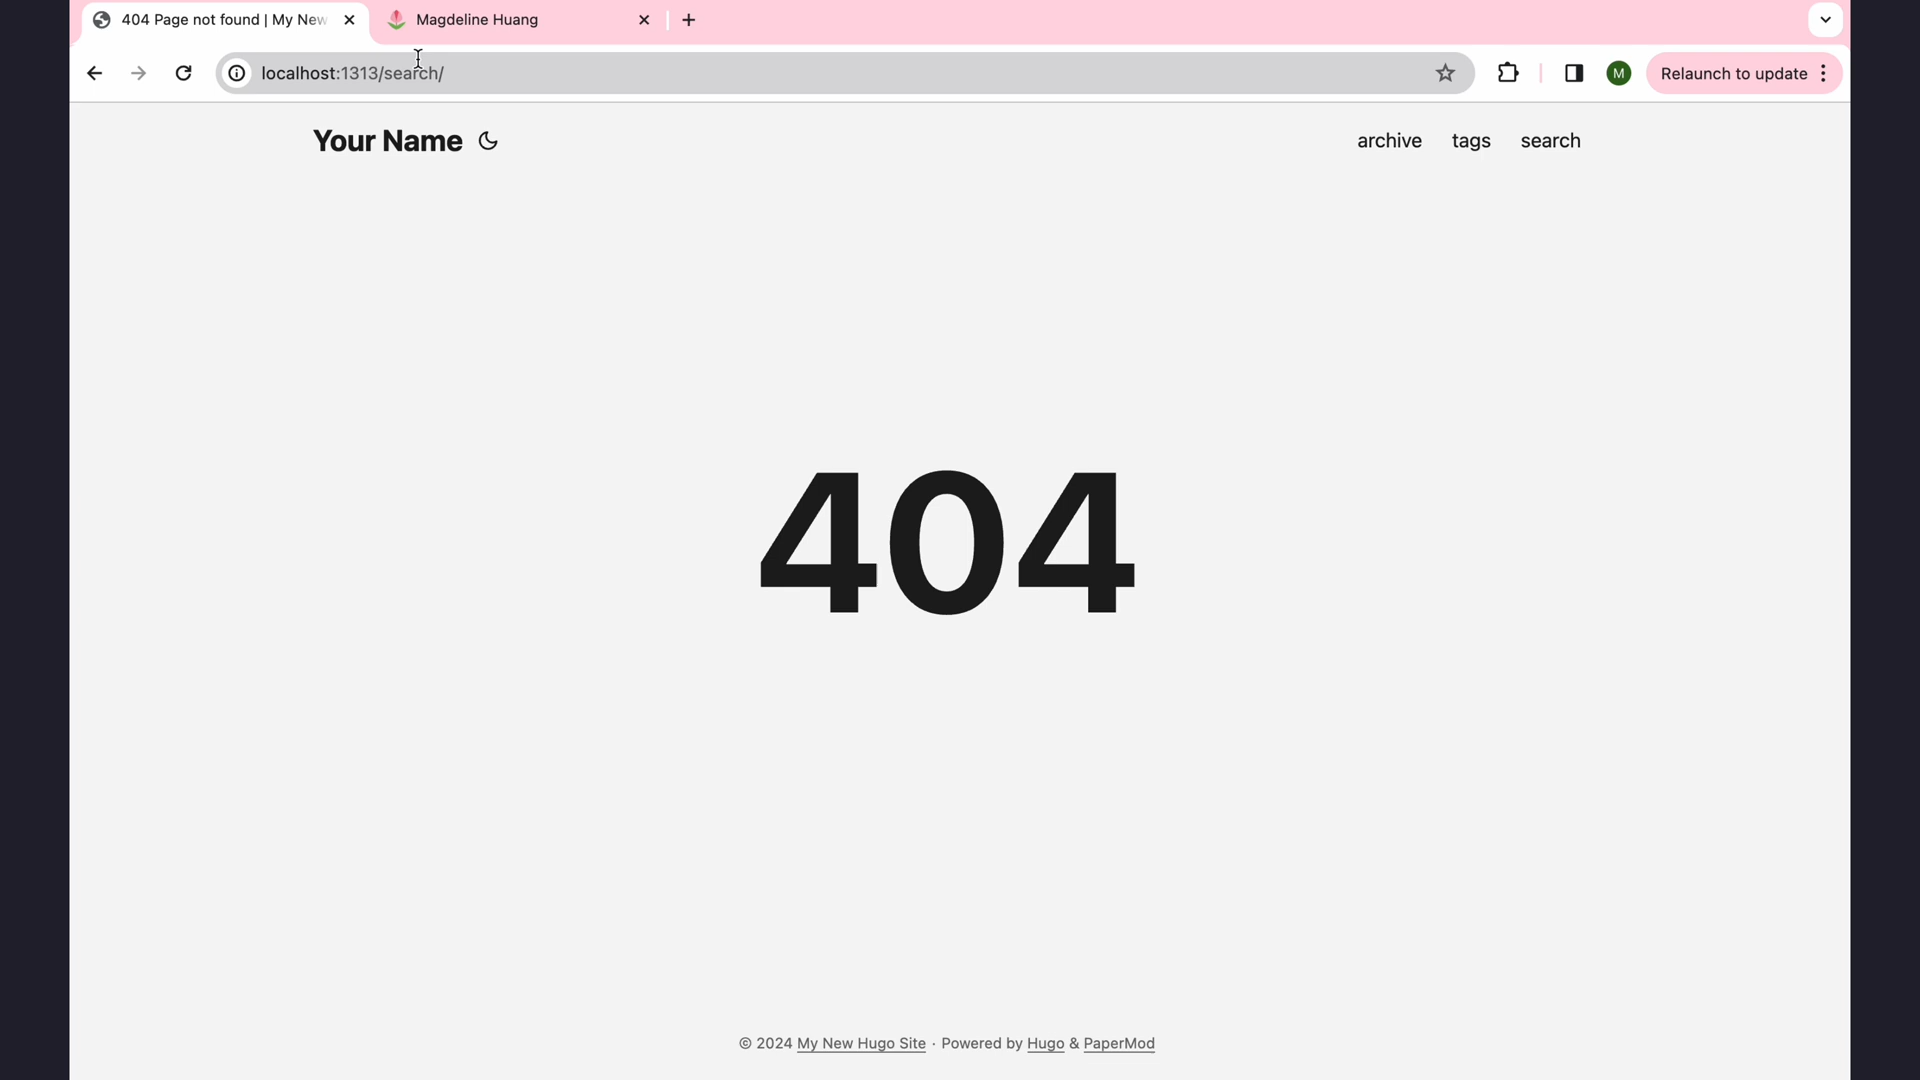 404 Page not found | My New
Magdeline Huang
localhost:1313/search/
M
Relaunch to update
Your Name
archive
tags
search
404
© 2024 My New Hugo Site · Powered by Hugo & PaperMod